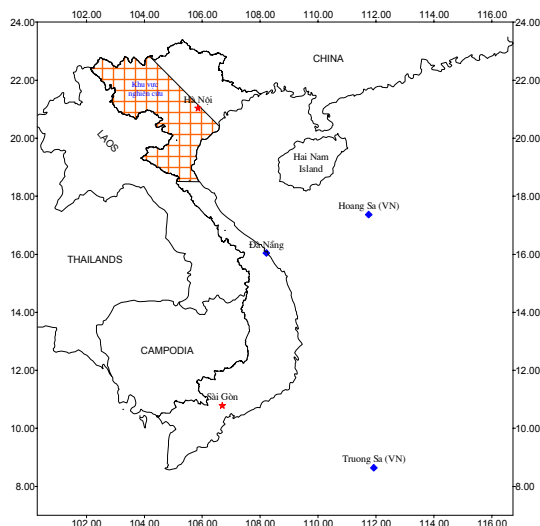 102.00 104.00 106.00 108.00 110.00 112.00 114.00 116.00
24.00 24.00
CHINA
22.00 22.00
Khu vực
nghiên cứu
Hà Nội
20.00 20.00
LAOS
Hai Nam
Island
18.00 18.00
Hoang Sa (VN)
Đà Nẵng
16.00 16.00
THAILANDS
14.00 14.00
CAMPODIA
12.00 12.00
Sài Gòn
10.00 10.00
Truong Sa (VN)
8.00 8.00
102.00 104.00 106.00 108.00 110.00 112.00 114.00 116.00